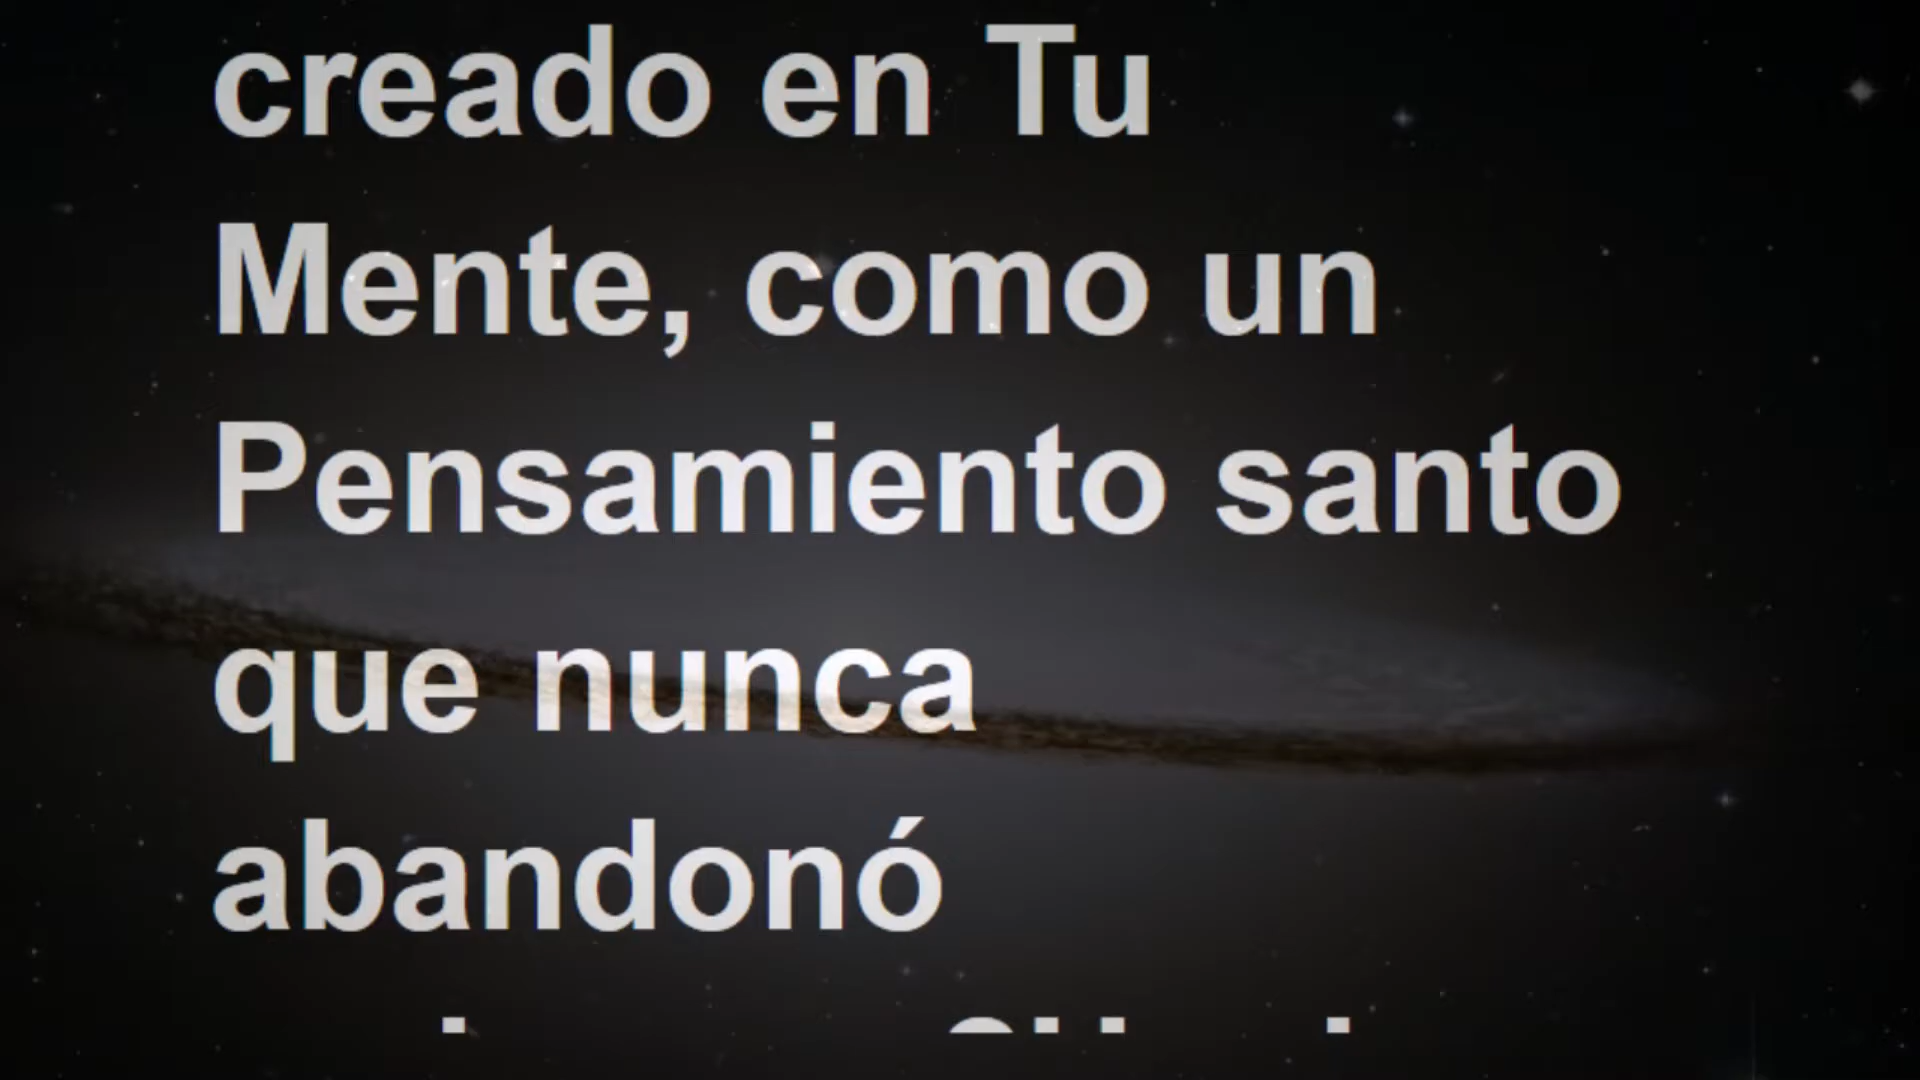 creado en Tu
Mente, como un
Pensamiento santo
que nunca
abandonó